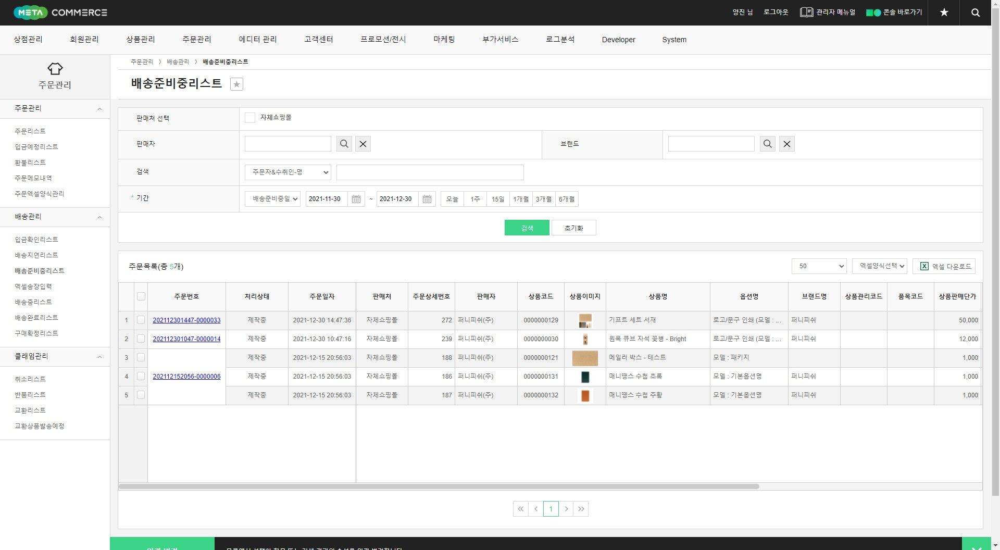 META COMMERCE
양진 님 로그아웃 관리자 메뉴얼 콘솔 바로가기
상점관리 회원관리 상품관리 주문관리 에디터 관리 고객센터 프로모션/전시 마케팅 부가서비스 로그분석 Developer System
주문관리
주문관리
주문리스트
입금예정리스트
환불리스트
주문메모내역
주문엑셀양식관리
배송관리
입금확인리스트
배송지연리스트
배송준비중리스트
엑셀송장입력
배송중리스트
배송완료리스트
구매확정리스트
클래임관리
취소리스트
반품리스트
교환리스트
교환상품발송예정
주문관리 > 배송관리 > 배송준비중리스트
배송준비중리스트
판매처 선택 자체쇼핑몰
판매자 브랜드
검색 주문자&수취인-명
* 기간 배송준비중일 2021-11-30 ~ 2021-12-30 오늘 1주 15일 1개월 3개월 6개월
검색 초기화
주문목록(총 5개) 50 엑셀양식선택 엑셀 다운로드
주문번호 처리상태 주문일자 판매처 주문상세번호 판매자 상품코드 상품이미지 상품명 옵션명 브랜드명 상품관리코드 품목코드 상품판매단가
1 202112301447-0000033 제작중 2021-12-30 14:47:36 자체쇼핑몰 272 퍼니피쉬(주) 0000000129 기프트 세트 서재 로고/문구 인쇄 (모델 : ... 퍼니피쉬 50,000
2 202112301047-0000014 제작중 2021-12-30 10:47:16 자체쇼핑몰 239 퍼니피쉬(주) 0000000030 원목 큐브 자석 꽃병 - Bright 로고/문구 인쇄 (모델 : ... 퍼니피쉬 12,000
3 제작중 2021-12-15 20:56:03 자체쇼핑몰 188 퍼니피쉬(주) 0000000121 메일러 박스 - 테스트 모델 : 패키지 1,000
4 202112152056-0000006 제작중 2021-12-15 20:56:03 자체쇼핑몰 186 퍼니피쉬(주) 0000000131 매니땡스 수첩 초록 모델 : 기본옵션명 퍼니피쉬 1,000
5 제작중 2021-12-15 20:56:03 자체쇼핑몰 187 퍼니피쉬(주) 0000000132 매니땡스 수첩 주황 모델 : 기본옵션명 퍼니피쉬 1,000
« < 1 > »